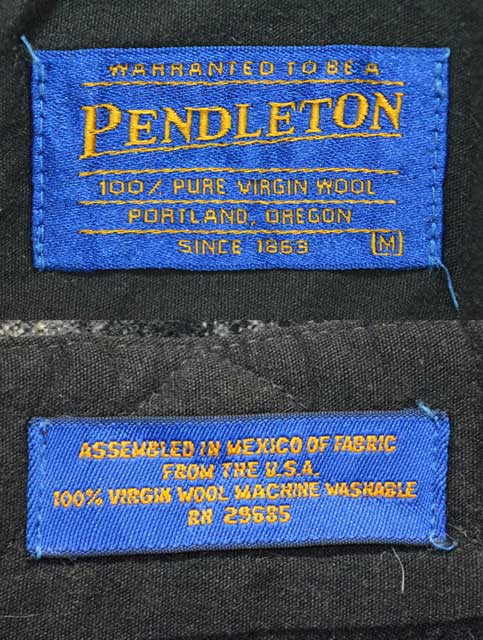 WARRANTED TO BE A
PENDLETON
100% PURE VIRGIN WOOL
PORTLAND, OREGON
SINCE 1863 M
ASSEMBLED IN MEXICO OF FABRIC
FROM THE U.S.A.
100% VIRGIN WOOL MACHINE WASHABLE
RN 29685